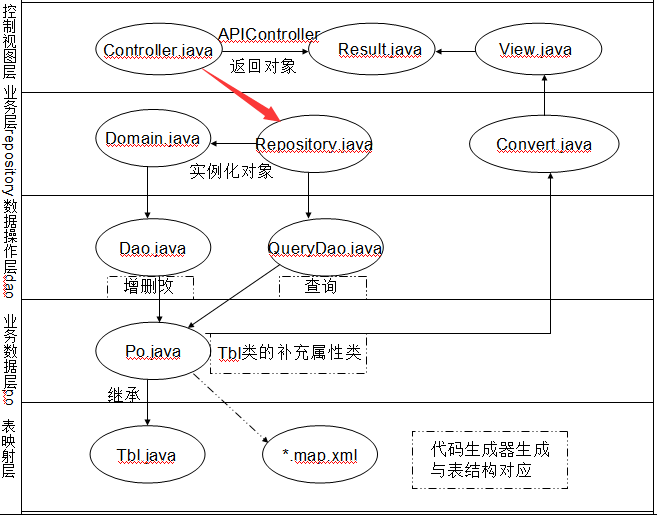 控制视图层
APIController
Controller.java
Result.java
View.java
返回对象
业务层repository
Domain.java
Repository.java
Convert.java
实例化对象
数据操作层dao
Dao.java
QueryDao.java
增删改
查询
业务数据层po
Po.java
Tbl类的补充属性类
继承
表映射层
Tbl.java
*.map.xml
代码生成器生成
与表结构对应